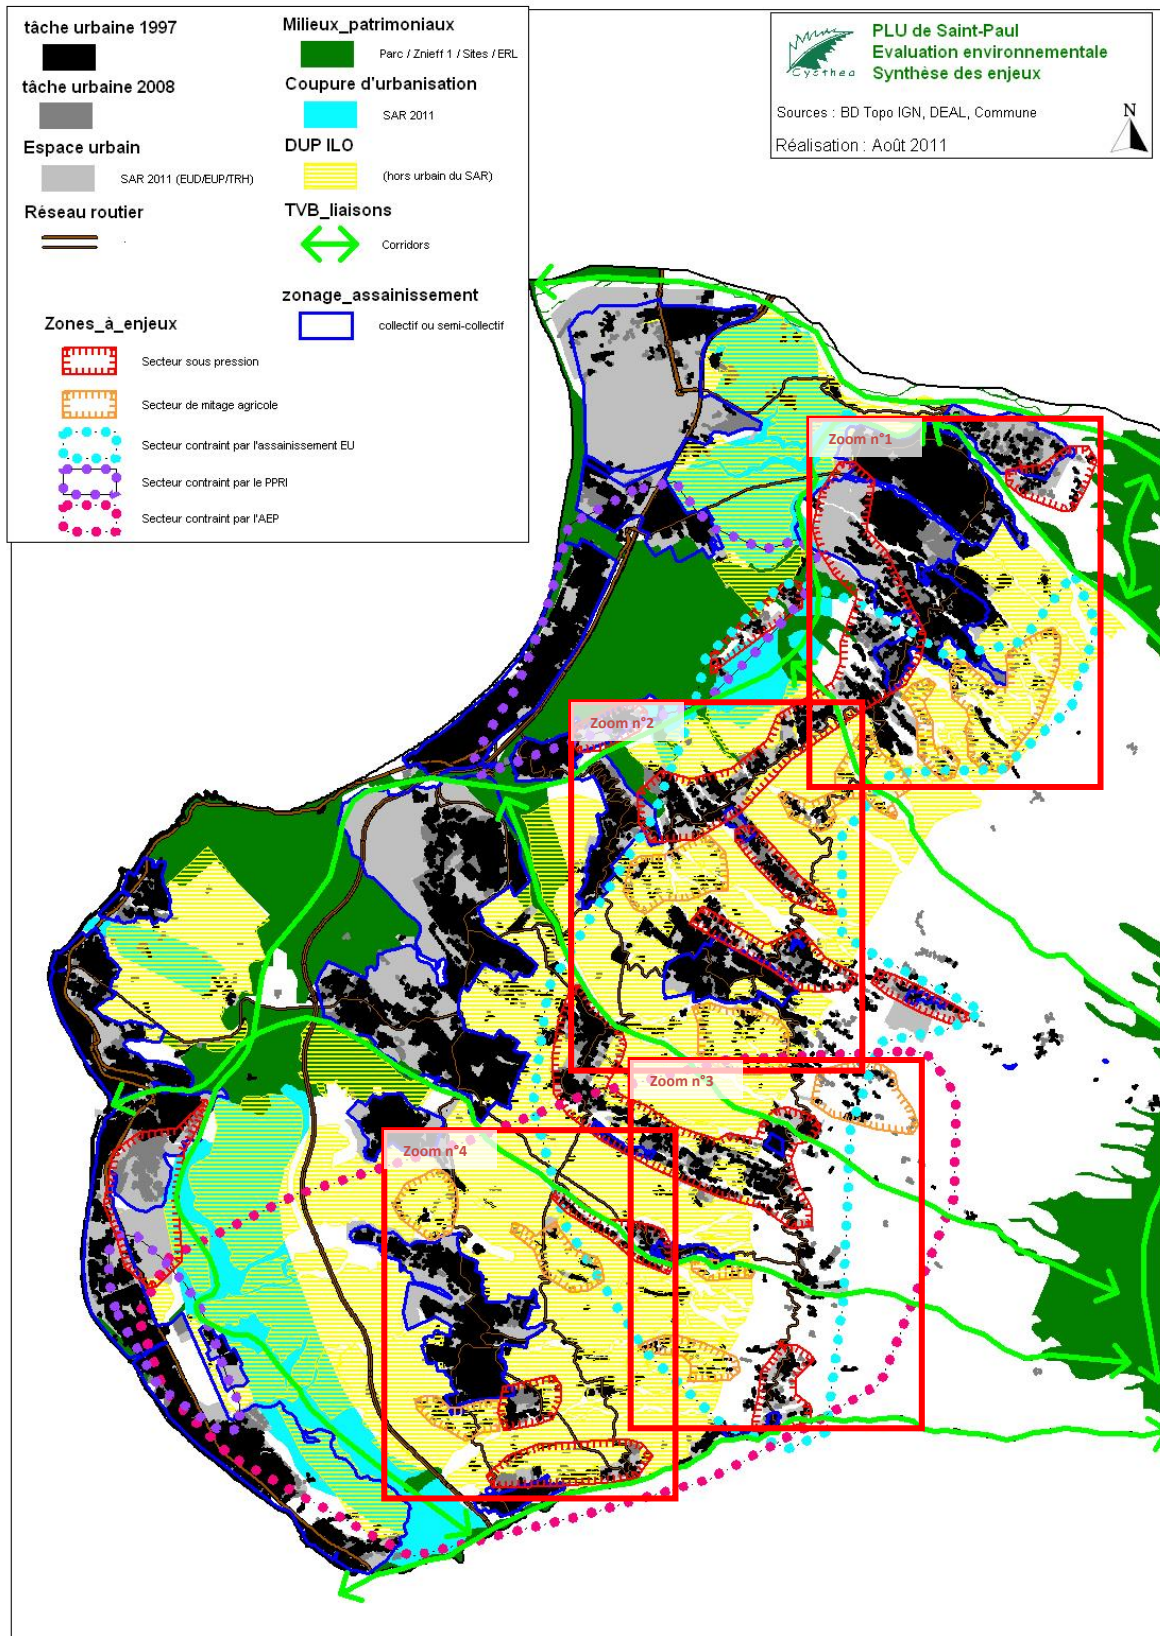 tâche urbaine 1997
tâche urbaine 2008
Espace urbain
SAR 2011 (EUD/EUP/TRH)
Réseau routier
Milieux_patrimoniaux
Parc / Znieff 1 / Sites / ERL
Coupure d'urbanisation
SAR 2011
DUP ILO
(hors urbain du SAR)
TVB_liaisons
Corridors
zonage_assainissement
collectif ou semi-collectif
Zones_à_enjeux
Secteur sous pression
Secteur de mitage agricole
Secteur contraint par l'assainissement EU
Secteur contraint par le PPRI
Secteur contraint par l'AEP
Cysthea
PLU de Saint-Paul
Evaluation environnementale
Synthèse des enjeux
Sources : BD Topo IGN, DEAL, Commune
Réalisation : Août 2011
N
Zoom n°1
Zoom n°2
Zoom n°3
Zoom n°4